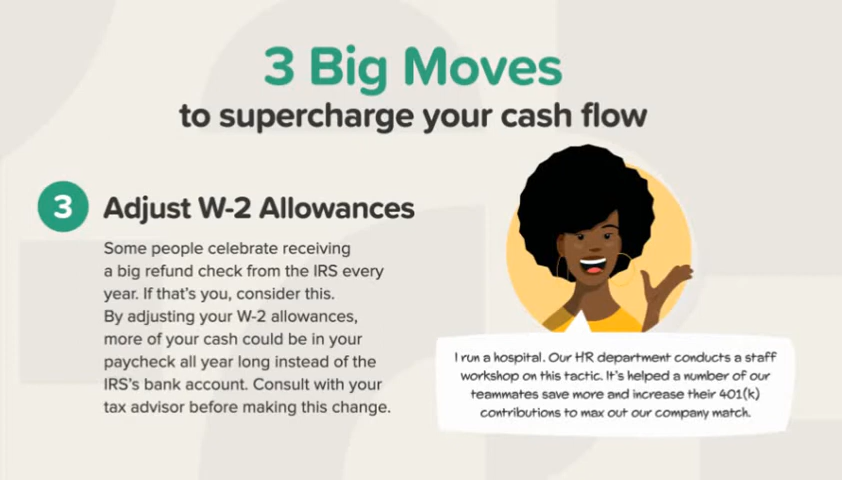 3 Big Moves
to supercharge your cash flow
3 Adjust W-2 Allowances
Some people celebrate receiving
a big refund check from the IRS every
year. If that's you, consider this.
By adjusting your W-2 allowances,
more of your cash could be in your
paycheck all year long instead of the
IRS's bank account. Consult with your
tax advisor before making this change.
I run a hospital. Our HR department conducts a staff
workshop on this tactic. It's helped a number of our
teammates save more and increase their 401(k)
contributions to max out our company match.